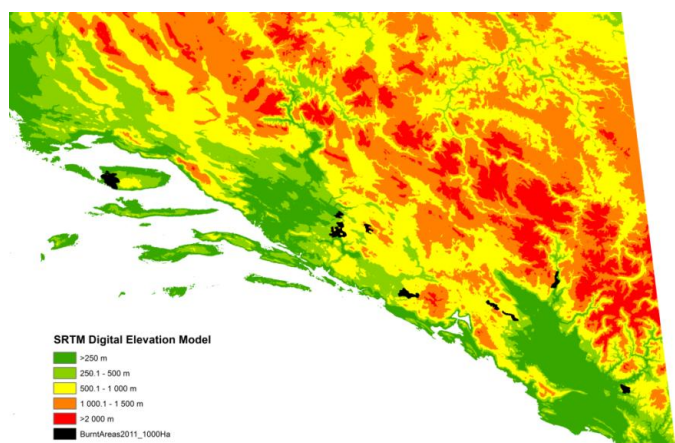 SRTM Digital Elevation Model
>250 m
250.1 - 500 m
500.1 - 1 000 m
1 000.1 - 1 500 m
>2 000 m
BurntAreas2011_1000Ha